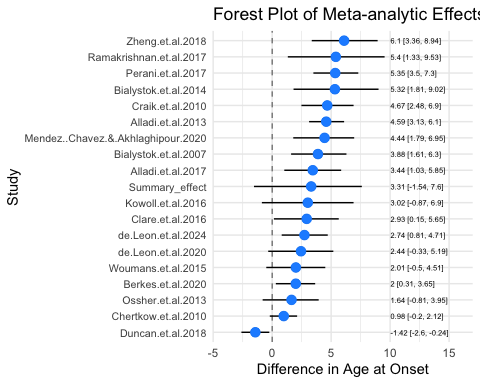 Forest Plot of Meta-analytic Effects
Study
Zheng.et.al.2018 6.1 [3.36, 8.94]
Ramakrishnan.et.al.2017 5.4 [1.33, 9.53]
Perani.et.al.2017 5.35 [3.5, 7.3]
Bialystok.et.al.2014 5.32 [1.81, 9.02]
Craik.et.al.2010 4.67 [2.48, 6.9]
Alladi.et.al.2013 4.59 [3.13, 6.1]
Mendez..Chavez.&.Akhlaghipour.2020 4.44 [1.79, 6.95]
Bialystok.et.al.2007 3.88 [1.61, 6.3]
Alladi.et.al.2017 3.44 [1.03, 5.85]
Summary_effect 3.31 [-1.54, 7.6]
Kowoll.et.al.2016 3.02 [-0.87, 6.9]
Clare.et.al.2016 2.93 [0.15, 5.65]
de.Leon.et.al.2024 2.74 [0.81, 4.71]
de.Leon.et.al.2020 2.44 [-0.33, 5.19]
Woumans.et.al.2015 2.01 [-0.5, 4.51]
Berkes.et.al.2020 2 [0.31, 3.65]
Ossher.et.al.2013 1.64 [-0.81, 3.95]
Chertkow.et.al.2010 0.98 [-0.2, 2.12]
Duncan.et.al.2018 -1.42 [-2.6, -0.24]
-5 0 5 10 15
Difference in Age at Onset